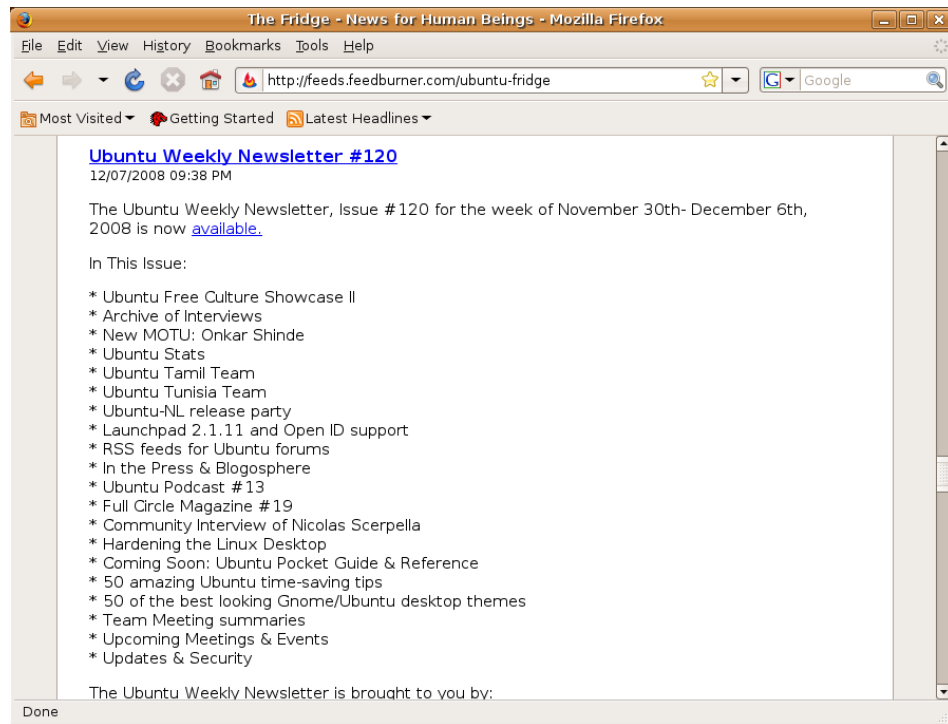 The Fridge - News for Human Beings - Mozilla Firefox
File Edit View History Bookmarks Tools Help
http://feeds.feedburner.com/ubuntu-fridge G Google
Most Visited Getting Started Latest Headlines
Ubuntu Weekly Newsletter #120
12/07/2008 09:38 PM
The Ubuntu Weekly Newsletter, Issue #120 for the week of November 30th- December 6th,
2008 is now available.
In This Issue:
* Ubuntu Free Culture Showcase II
* Archive of Interviews
* New MOTU: Onkar Shinde
* Ubuntu Stats
* Ubuntu Tamil Team
* Ubuntu Tunisia Team
* Ubuntu-NL release party
* Launchpad 2.1.11 and Open ID support
* RSS feeds for Ubuntu forums
* In the Press & Blogosphere
* Ubuntu Podcast #13
* Full Circle Magazine #19
* Community Interview of Nicolas Scerpella
* Hardening the Linux Desktop
* Coming Soon: Ubuntu Pocket Guide & Reference
* 50 amazing Ubuntu time-saving tips
* 50 of the best looking Gnome/Ubuntu desktop themes
* Team Meeting summaries
* Upcoming Meetings & Events
* Updates & Security
The Ubuntu Weekly Newsletter is brought to you by:
Done